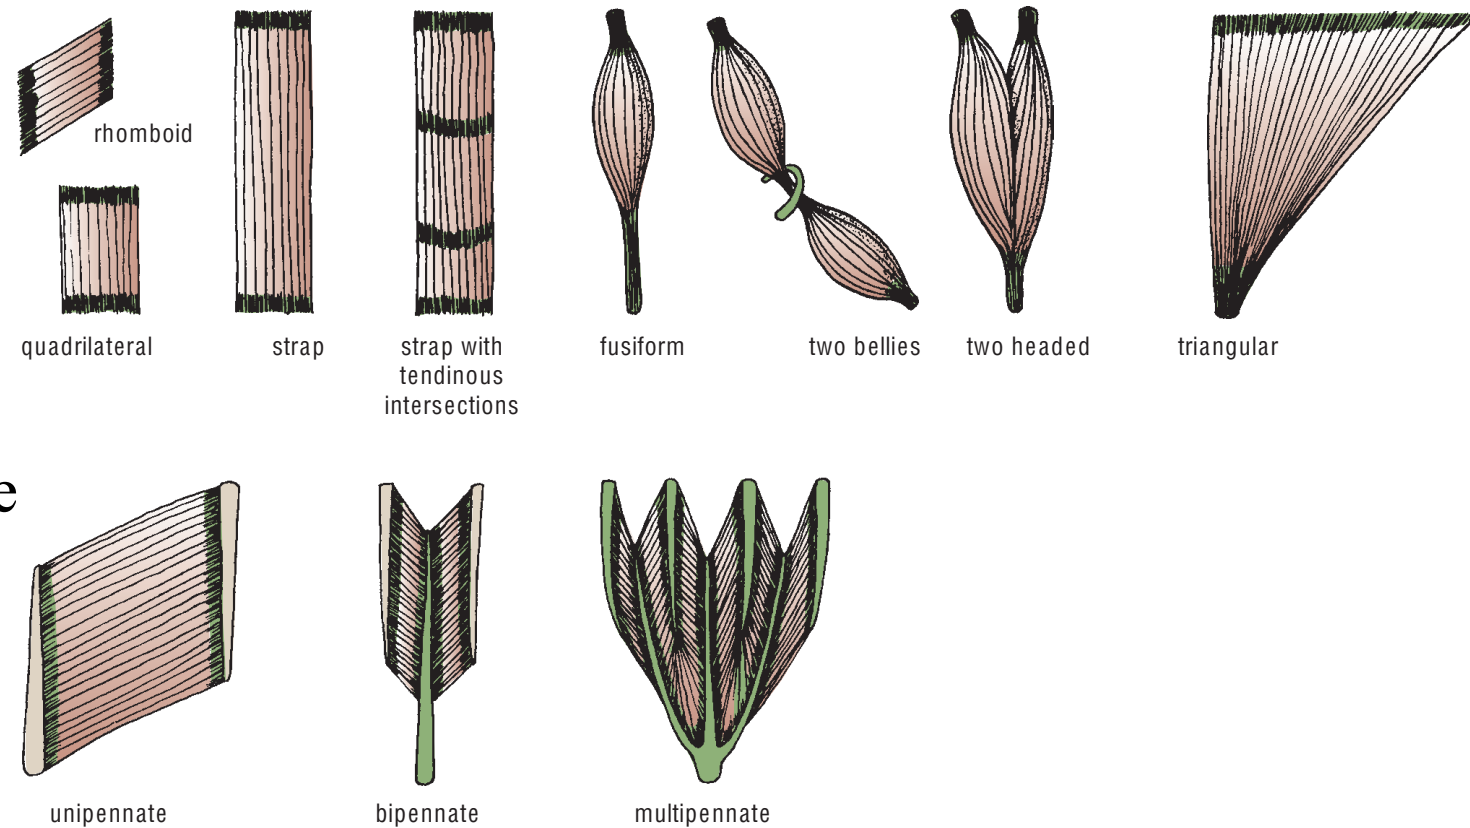 rhomboid
quadrilateral
strap
strap with
tendinous
intersections
fusiform
two bellies
two headed
triangular
e
unipennate
bipennate
multipennate